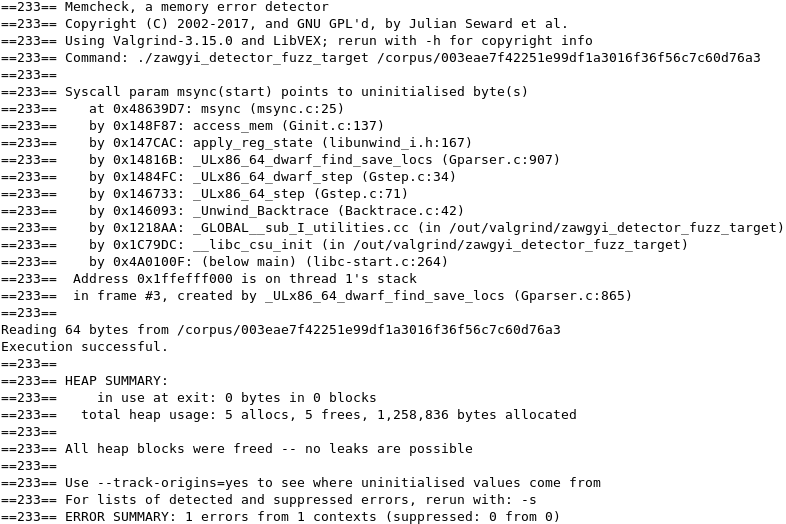 ==233== Memcheck, a memory error detector
==233== Copyright (C) 2002-2017, and GNU GPL'd, by Julian Seward et al.
==233== Using Valgrind-3.15.0 and LibVEX; rerun with -h for copyright info
==233== Command: ./zawgyi_detector_fuzz_target /corpus/003eae7f42251e99df1a3016f36f56c7c60d76a3
==233==
==233== Syscall param msync(start) points to uninitialised byte(s)
==233==    at 0x48639D7: msync (msync.c:25)
==233==    by 0x148F87: access_mem (Ginit.c:137)
==233==    by 0x147CAC: apply_reg_state (libunwind_i.h:167)
==233==    by 0x14816B: _ULx86_64_dwarf_find_save_locs (Gparser.c:907)
==233==    by 0x1484FC: _ULx86_64_dwarf_step (Gstep.c:34)
==233==    by 0x146733: _ULx86_64_step (Gstep.c:71)
==233==    by 0x146093: _Unwind_Backtrace (Backtrace.c:42)
==233==    by 0x1218AA: _GLOBAL__sub_I_utilities.cc (in /out/valgrind/zawgyi_detector_fuzz_target)
==233==    by 0x1C79DC: __libc_csu_init (in /out/valgrind/zawgyi_detector_fuzz_target)
==233==    by 0x4A0100F: (below main) (libc-start.c:264)
==233==  Address 0x1ffefff000 is on thread 1's stack
==233==  in frame #3, created by _ULx86_64_dwarf_find_save_locs (Gparser.c:865)
==233==
Reading 64 bytes from /corpus/003eae7f42251e99df1a3016f36f56c7c60d76a3
Execution successful.
==233==
==233== HEAP SUMMARY:
==233==     in use at exit: 0 bytes in 0 blocks
==233==   total heap usage: 5 allocs, 5 frees, 1,258,836 bytes allocated
==233==
==233== All heap blocks were freed -- no leaks are possible
==233==
==233== Use --track-origins=yes to see where uninitialised values come from
==233== For lists of detected and suppressed errors, rerun with: -s
==233== ERROR SUMMARY: 1 errors from 1 contexts (suppressed: 0 from 0)